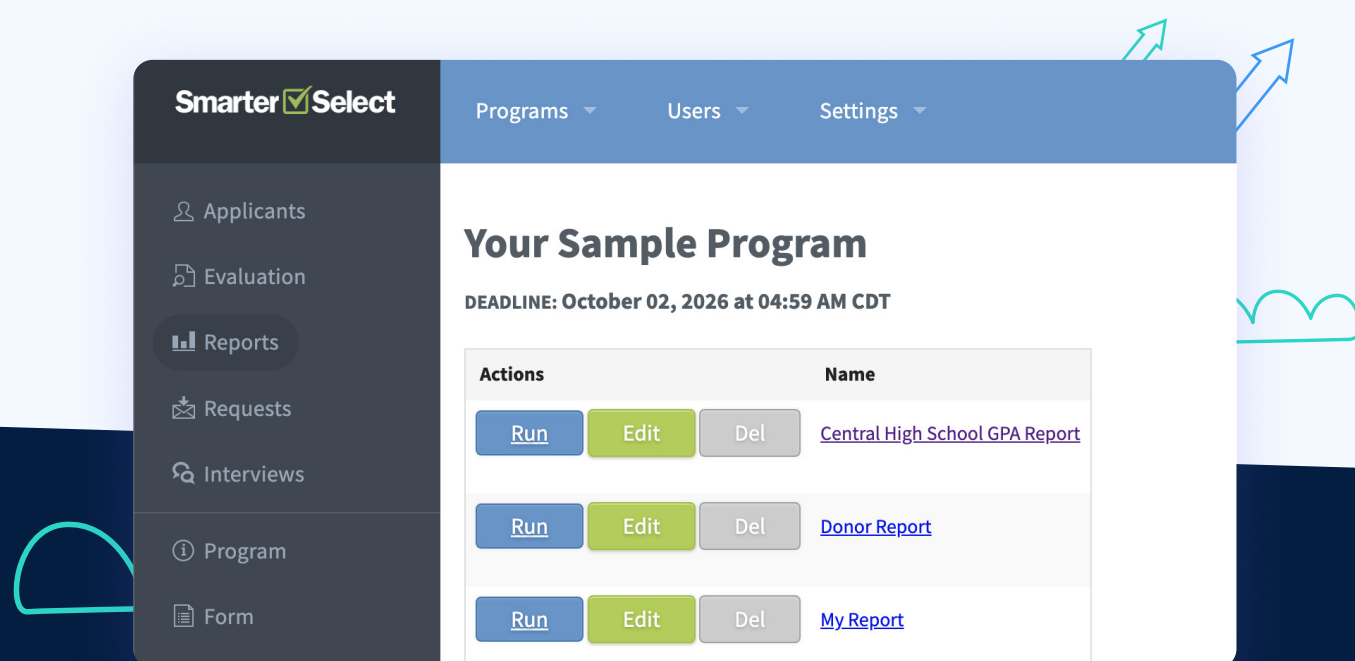 Smarter Select
Programs Users Settings
Applicants
Evaluation
Reports
Requests
Interviews
Program
Form
Your Sample Program
DEADLINE: October 02, 2026 at 04:59 AM CDT
Actions Name
Run Edit Del Central High School GPA Report
Run Edit Del Donor Report
Run Edit Del My Report